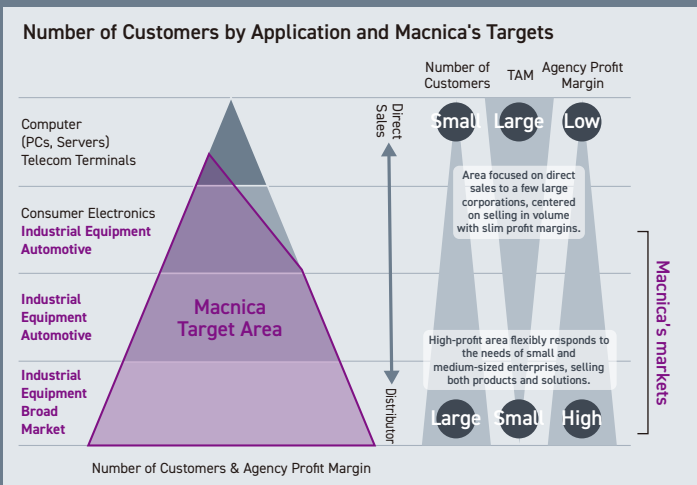 Number of Customers by Application and Macnica's Targets
Number of
Customers
TAM
Agency Profit
Margin
Computer
(PCs, Servers)
Telecom Terminals
Direct
Sales
Small
Large
Low
Area focused on direct
sales to a few large
corporations, centered
on selling in volume
with slim profit margins.
Consumer Electronics
Industrial Equipment
Automotive
Macnica
Target Area
Industrial
Equipment
Automotive
Macnica's markets
High-profit area flexibly responds to
the needs of small and
medium-sized enterprises, selling
both products and solutions.
Industrial
Equipment
Broad
Market
Distributor
Large
Small
High
Number of Customers & Agency Profit Margin